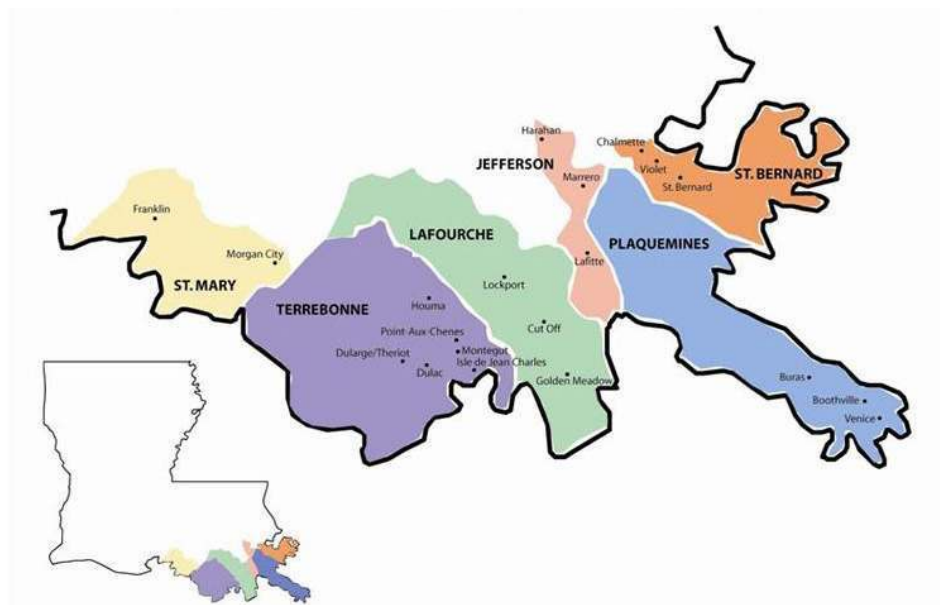 Harahan
Chalmette
JEFFERSON
Violet
ST. BERNARD
Marrero
St. Bernard
Franklin
LAFOURCHE
PLAQUEMINES
Morgan City
Lafitte
ST. MARY
Lockport
TERREBONNE
Houma
Cut Off
Point-Aux-Chenes
Dularge/Theriot
Montegut
Isle de Jean Charles
Dulac
Golden Meadow
Buras
Boothville
Venice